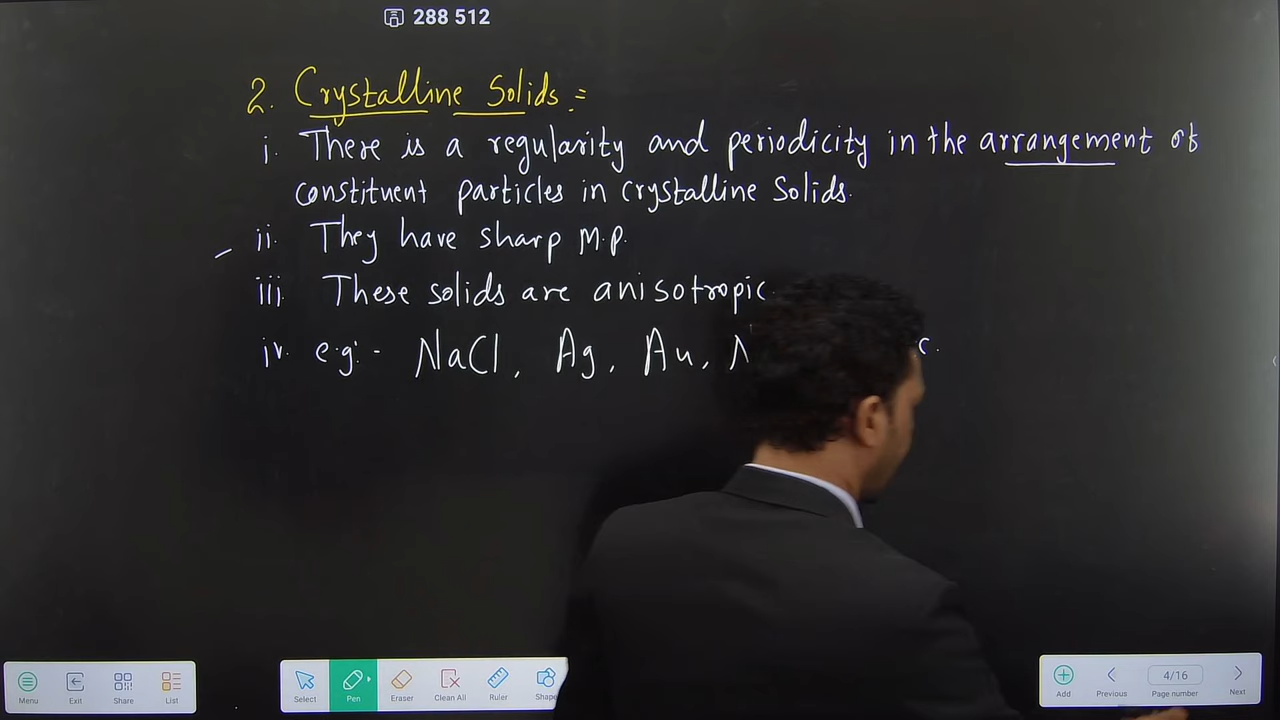 288 512
2. Crystalline Solids :=
i. There is a regularity and periodicity in the arrangement of
constituent particles in crystalline solids.
ii. They have sharp M.P.
iii. These solids are anisotropic.
iv. e.g:- NaCl, Ag, Au,
Menu Exit Share List
Select Pen Eraser Clean All Ruler
Add Previous 4/16 Page number Next